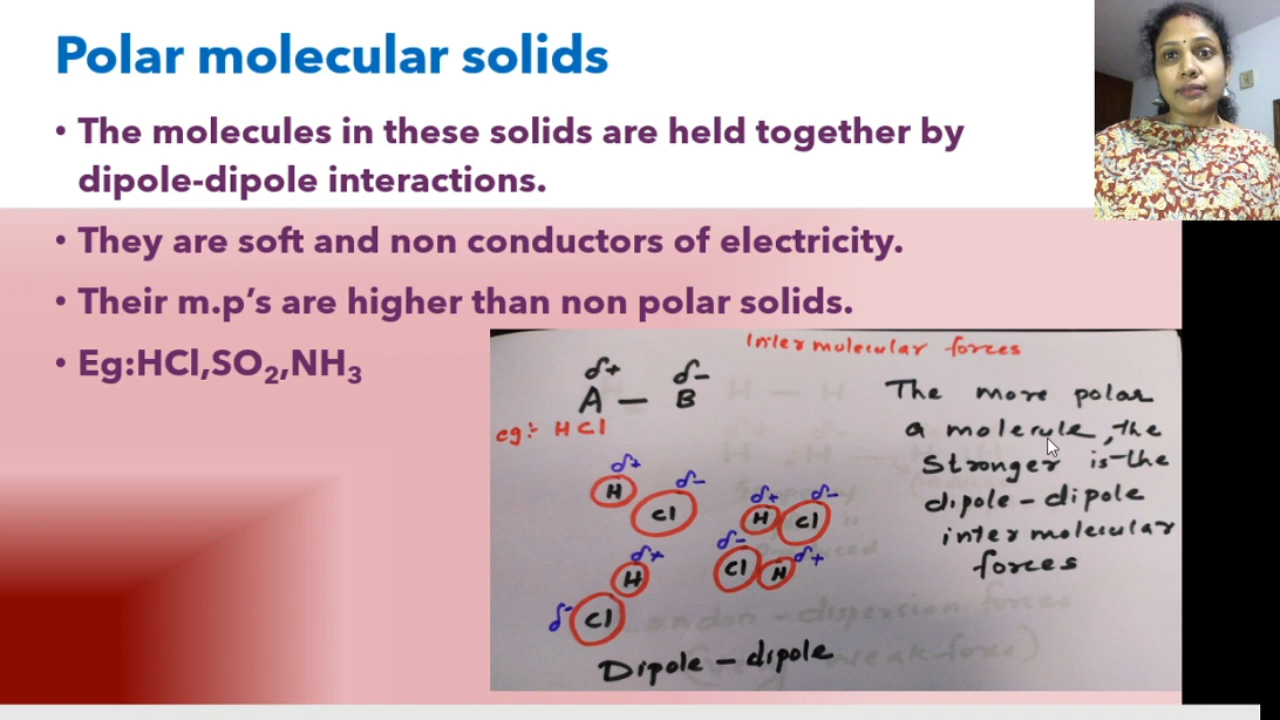 Polar molecular solids
• The molecules in these solids are held together by
dipole-dipole interactions.
• They are soft and non conductors of electricity.
• Their m.p’s are higher than non polar solids.
• Eg:HCl,SO₂,NH₃
Inter molecular forces
δ+ δ-
A — B
eg:- HCl
The more polar
a molecule, the
stronger is the
dipole - dipole
inter molecular
forces
δ+ δ-
H Cl
δ+ δ-
H Cl
δ- δ+
Cl H
δ+
H
δ-
Cl
Dipole - dipole